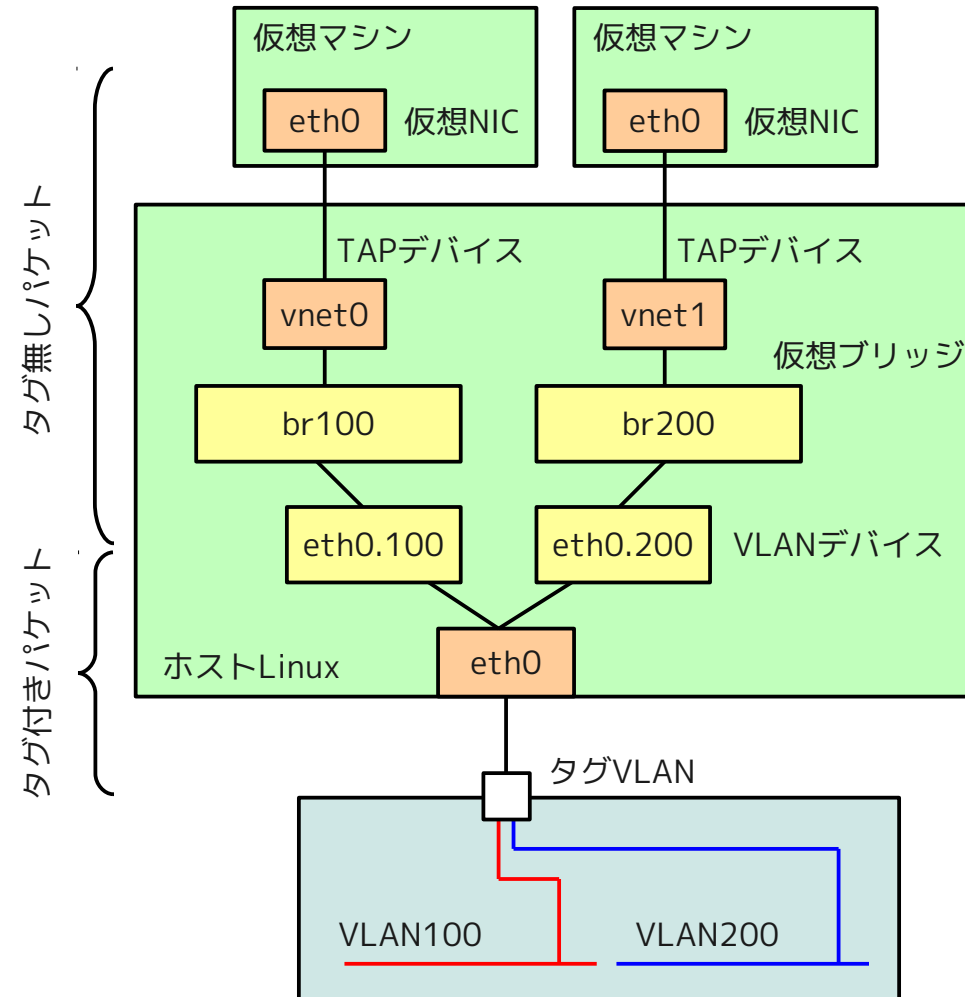 仮想マシン
仮想マシン
eth0
仮想NIC
eth0
仮想NIC
タグ無しパケット
TAPデバイス
TAPデバイス
vnet0
vnet1
仮想ブリッジ
br100
br200
eth0.100
eth0.200
VLANデバイス
タグ付きパケット
ホストLinux
eth0
タグVLAN
VLAN100
VLAN200